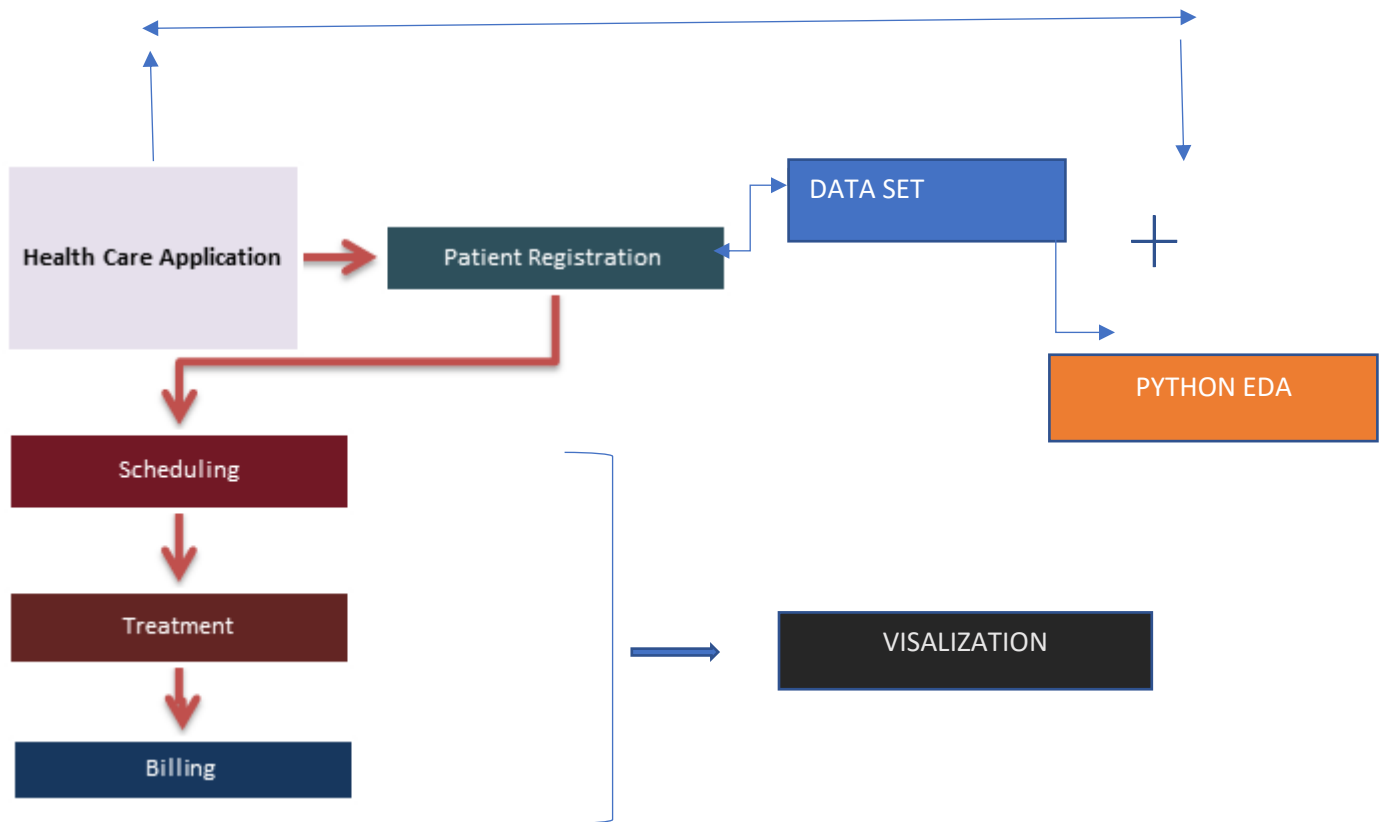 DATA SET
Health Care Application
Patient Registration
PYTHON EDA
Scheduling
Treatment
VISALIZATION
Billing